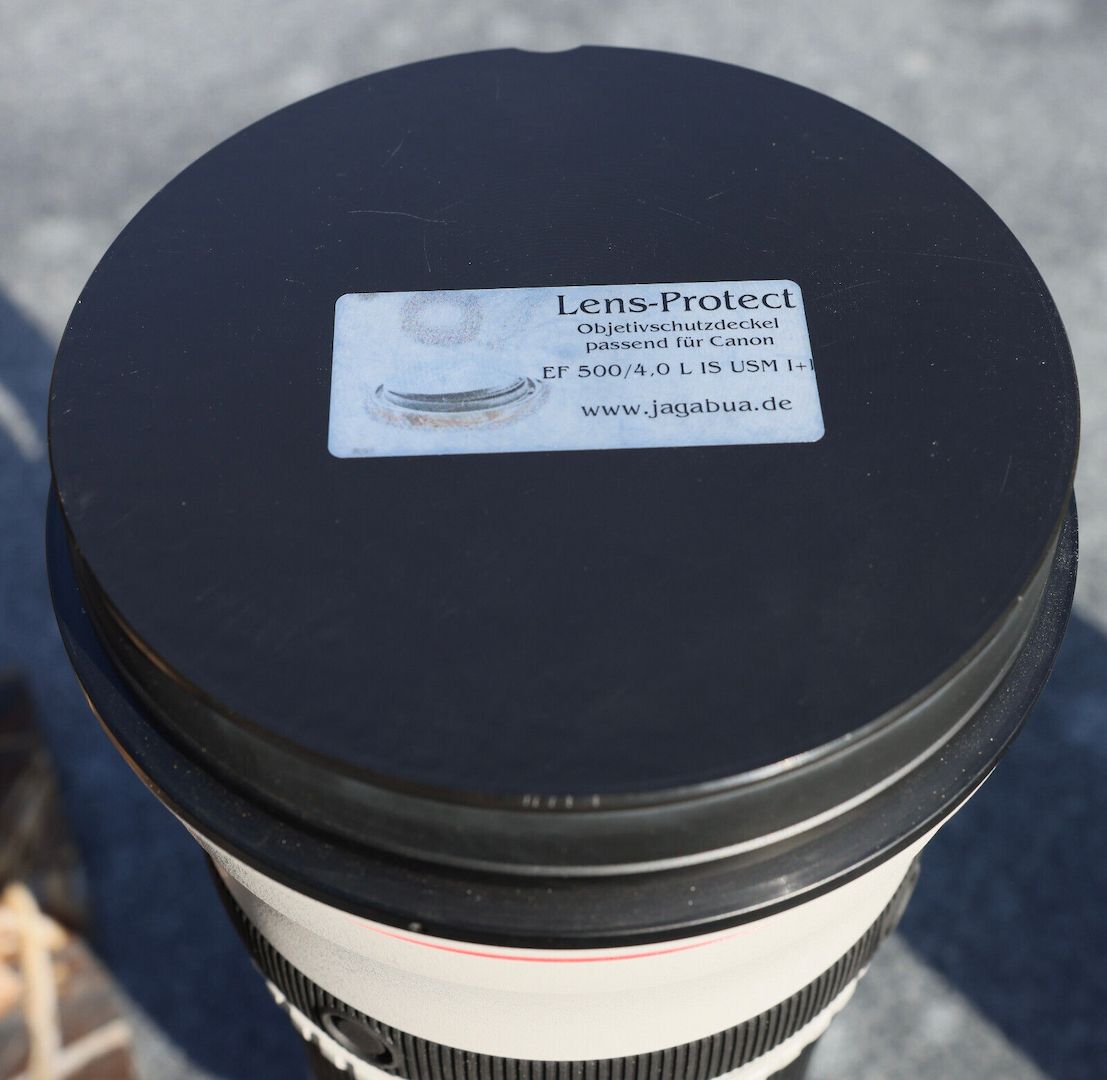 Lens-Protect
Objetivschutzdeckel
passend für Canon
EF 500/4,0 L IS USM I+I
www.jagabua.de